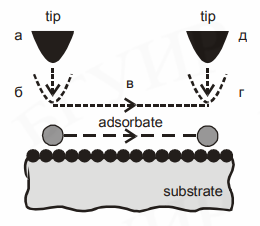 tip tip
а д
в
б г
adsorbate
substrate